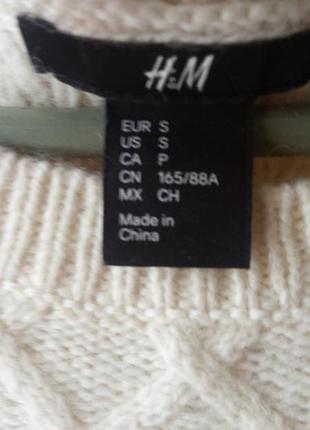 H&M
EUR S
US S
CA P
CN 165/88A
MX CH
Made in
China